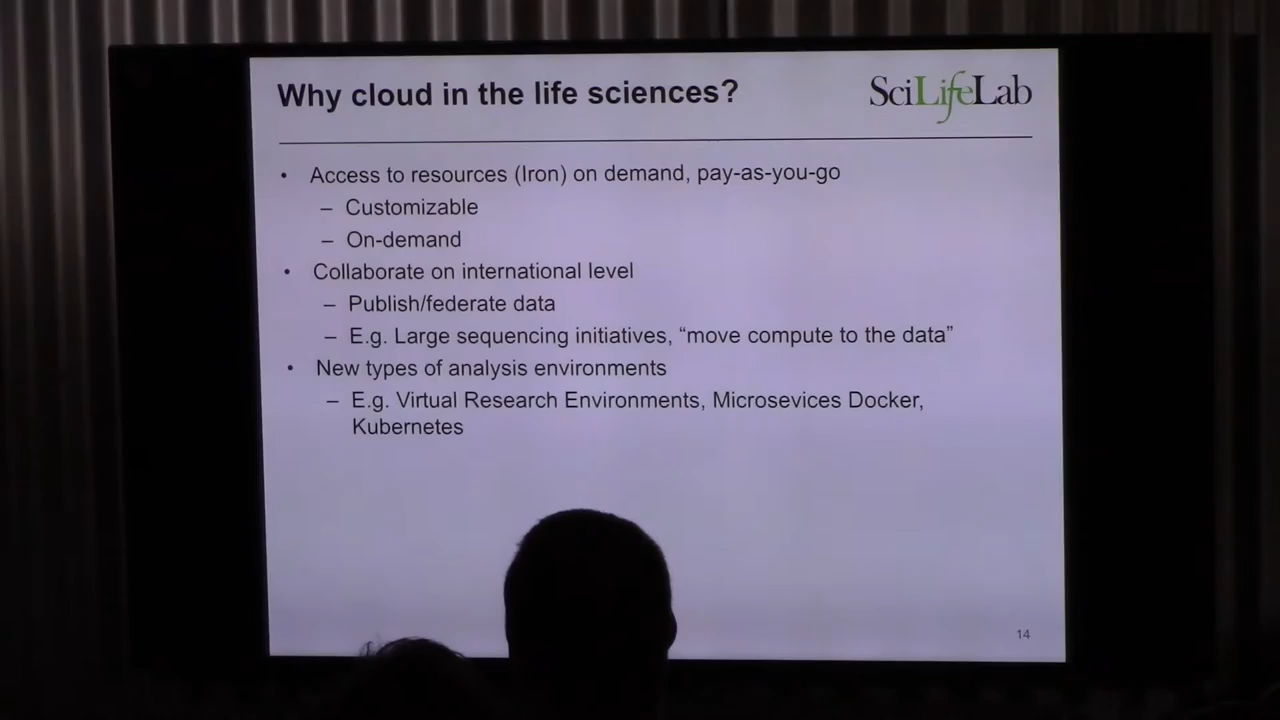 Why cloud in the life sciences?
SciLifeLab
• Access to resources (Iron) on demand, pay-as-you-go
– Customizable
– On-demand
• Collaborate on international level
– Publish/federate data
– E.g. Large sequencing initiatives, “move compute to the data”
• New types of analysis environments
– E.g. Virtual Research Environments, Microsevices Docker,
Kubernetes
14